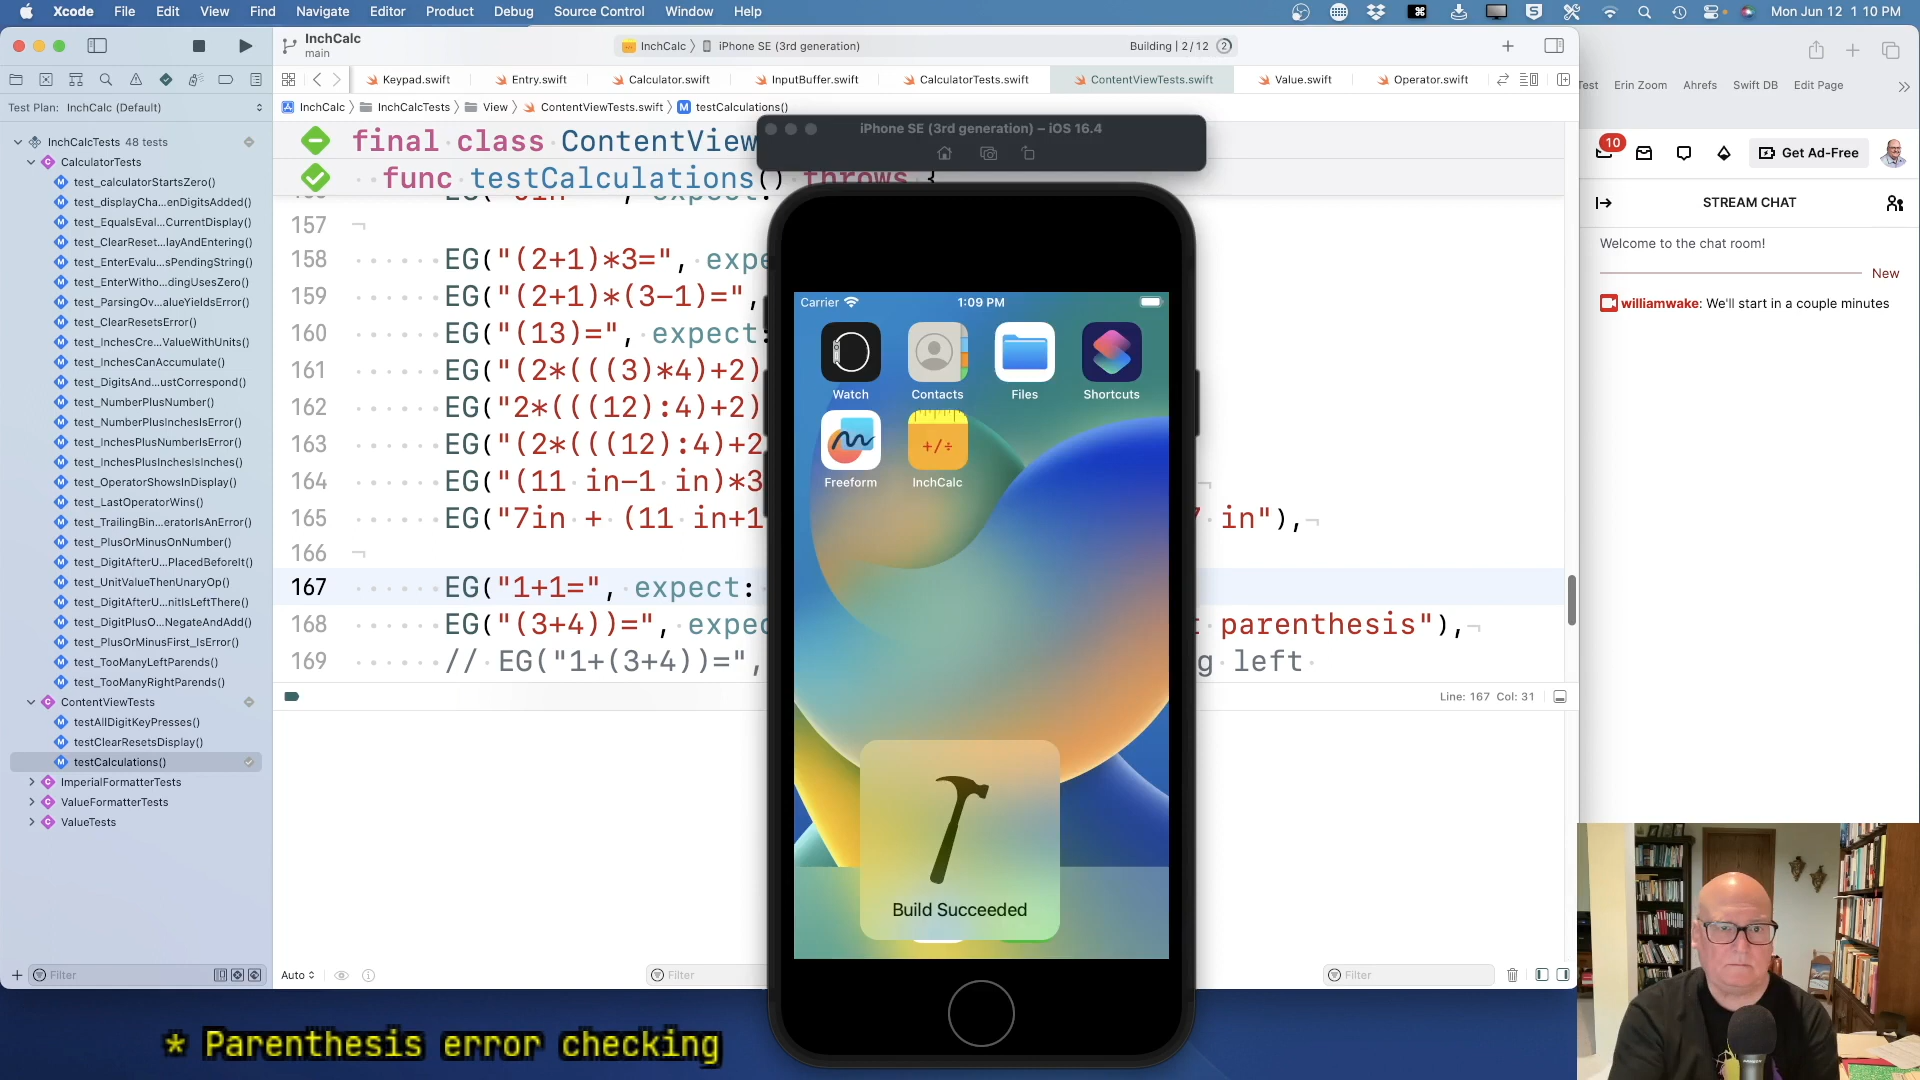 Xcode File Edit View Find Navigate Editor Product Debug Source Control Window Help Mon Jun 12 1 10 PM
InchCalc
main
InchCalc iPhone SE (3rd generation) Building | 2/12 2
Keypad.swift Entry.swift Calculator.swift InputBuffer.swift CalculatorTests.swift ContentViewTests.swift Value.swift Operator.swift
Test Plan: InchCalc (Default)
InchCalc InchCalcTests View ContentViewTests.swift M testCalculations()
InchCalcTests 48 tests
CalculatorTests
test_calculatorStartsZero()
test_displayCha...enDigitsAdded()
test_EqualsEval...CurrentDisplay()
test_ClearReset...layAndEntering()
test_EnterEvalu...sPendingString()
test_EnterWitho...dingUsesZero()
test_ParsingOv...alueYieldsError()
test_ClearResetsError()
test_InchesCre...ValueWithUnits()
test_InchesCanAccumulate()
test_DigitsAnd...ustCorrespond()
test_NumberPlusNumber()
test_NumberPlusInchesIsError()
test_InchesPlusNumberIsError()
test_InchesPlusInchesIsInches()
test_OperatorShowsInDisplay()
test_LastOperatorWins()
test_TrailingBin...eratorIsAnError()
test_PlusOrMinusOnNumber()
test_DigitAfterU...PlacedBeforeIt()
test_UnitValueThenUnaryOp()
test_DigitAfterU...nitIsLeftThere()
test_DigitPlusO...NegateAndAdd()
test_PlusOrMinusFirst_IsError()
test_TooManyLeftParends()
test_TooManyRightParends()
ContentViewTests
testAllDigitKeyPresses()
testClearResetsDisplay()
testCalculations()
ImperialFormatterTests
ValueFormatterTests
ValueTests
Filter
final class ContentView
func testCalculations() throws {
157
158 EG("(2+1)*3=", expe
159 EG("(2+1)*(3-1)=",
160 EG("(13)=", expect:
161 EG("(2*(((3)*4)+2)
162 EG("2*(((12):4)+2)
163 EG("(2*(((12):4)+2
164 EG("(11 in-1 in)*3
165 EG("7in + (11 in+1 in"),
166
167 EG("1+1=", expect:
168 EG("(3+4))=", expec t parenthesis"),
169 // EG("1+(3+4))=", g left
Line: 167 Col: 31
Auto Filter Filter
iPhone SE (3rd generation) – iOS 16.4
Carrier 1:09 PM
Watch Contacts Files Shortcuts
+/÷
Freeform InchCalc
Build Succeeded
* Parenthesis error checking
Test Erin Zoom Ahrefs Swift DB Edit Page
10 Get Ad-Free
STREAM CHAT
Welcome to the chat room!
New
williamwake: We'll start in a couple minutes